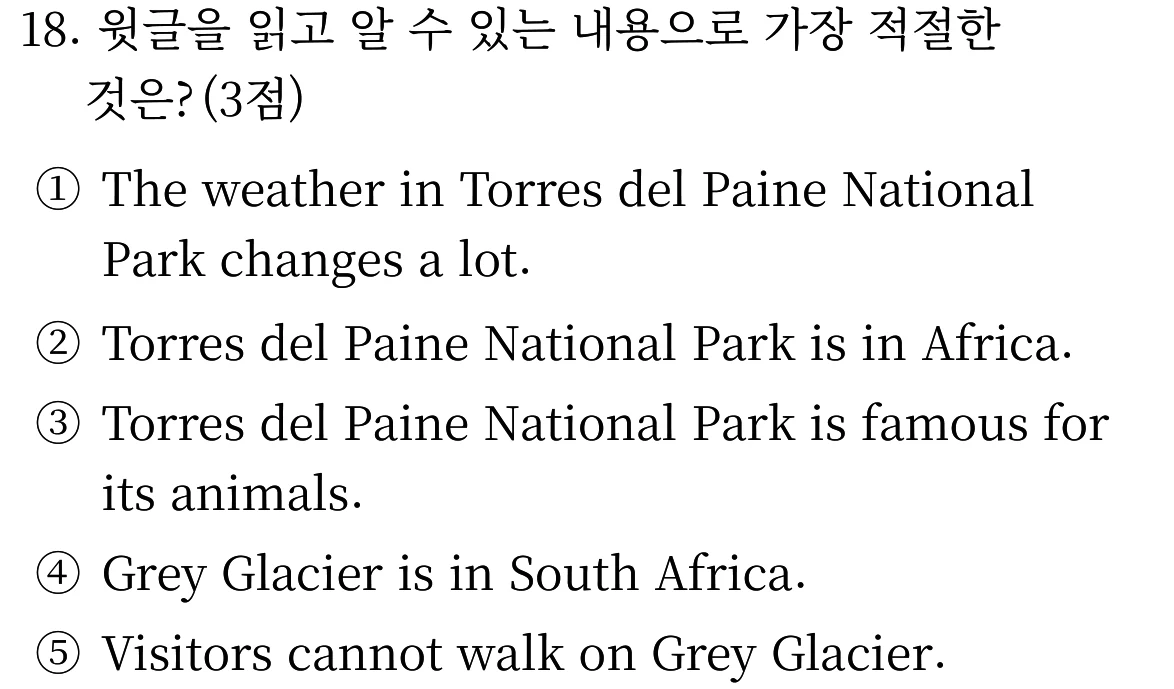 18. 윗글을 읽고 알 수 있는 내용으로 가장 적절한
것은? (3점)
① The weather in Torres del Paine National
Park changes a lot.
② Torres del Paine National Park is in Africa.
③ Torres del Paine National Park is famous for
its animals.
④ Grey Glacier is in South Africa.
⑤ Visitors cannot walk on Grey Glacier.